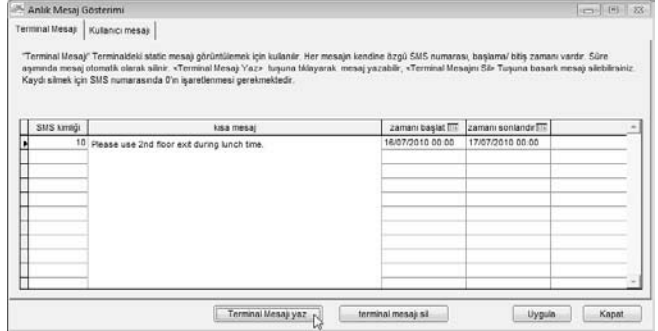 Anlık Mesaj Gösterimi
Terminal Mesajı
Kullanıcı mesajı
"Terminal Mesajı" Terminaldeki static mesajı görüntülemek için kullanılır. Her mesajın kendine özgü SMS numarası, başlama/ bitiş zamanı vardır. Süre
aşımında mesaj otomatik olarak silinir. <Terminal Mesajı Yaz> tuşuna tıklayarak mesaj yazabilir, <Terminal Mesajını Sil> Tuşuna basark mesajı silebilirsiniz.
Kaydı silmek için SMS numarasında 0'ın işaretlenmesi gerekmektedir.
SMS kimliği kısa mesaj zamanı başlat zamanı sonlandır
10 Please use 2nd floor exit during lunch time. 16/07/2010 00:00 17/07/2010 00:00
Terminal Mesajı yaz terminal mesajı sil Uygula Kapat